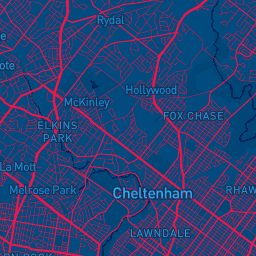 Rydal
Hollywood
McKinley
FOX CHASE
ELKINS
PARK
La Mott
Melrose Park
Cheltenham
RHAW
LAWNDALE